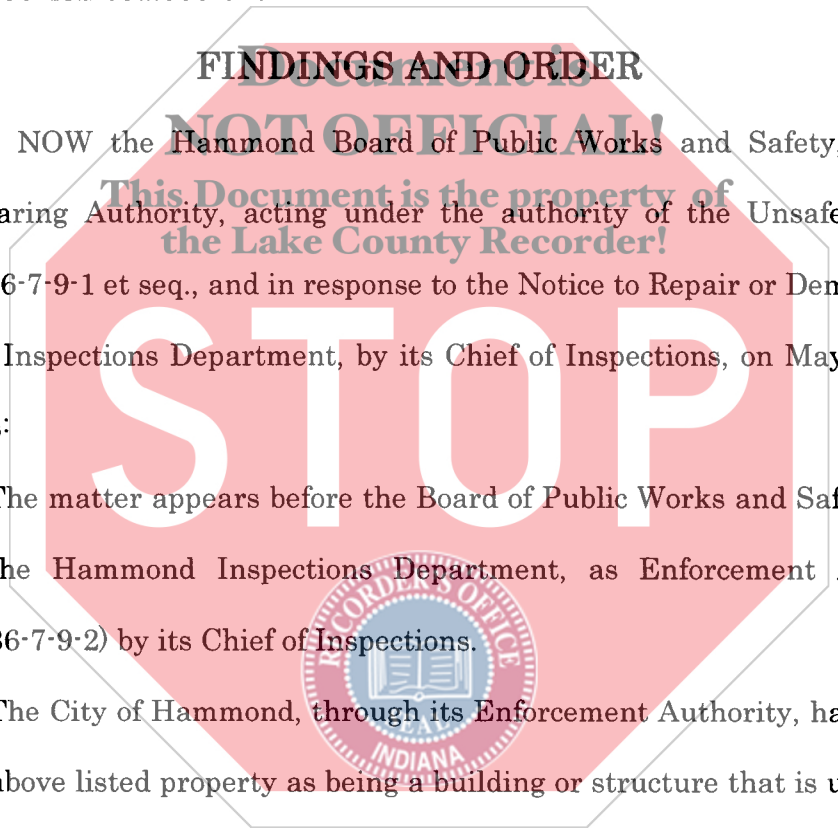 FINDINGS AND ORDER
Document is
NOW the Hammond Board of Public Works and Safety,
NOT OFFICIAL!
This Document is the property of
aring Authority, acting under the authority of the Unsafe
the Lake County Recorder!
6-7-9-1 et seq., and in response to the Notice to Repair or Dem
Inspections Department, by its Chief of Inspections, on May
STOP
The matter appears before the Board of Public Works and Saf
he Hammond Inspections Department, as Enforcement
36-7-9-2) by its Chief of Inspections.
RECORDER'S OFFICE
The City of Hammond, through its Enforcement Authority, ha
SEAL
INDIANA
above listed property as being a building or structure that is u